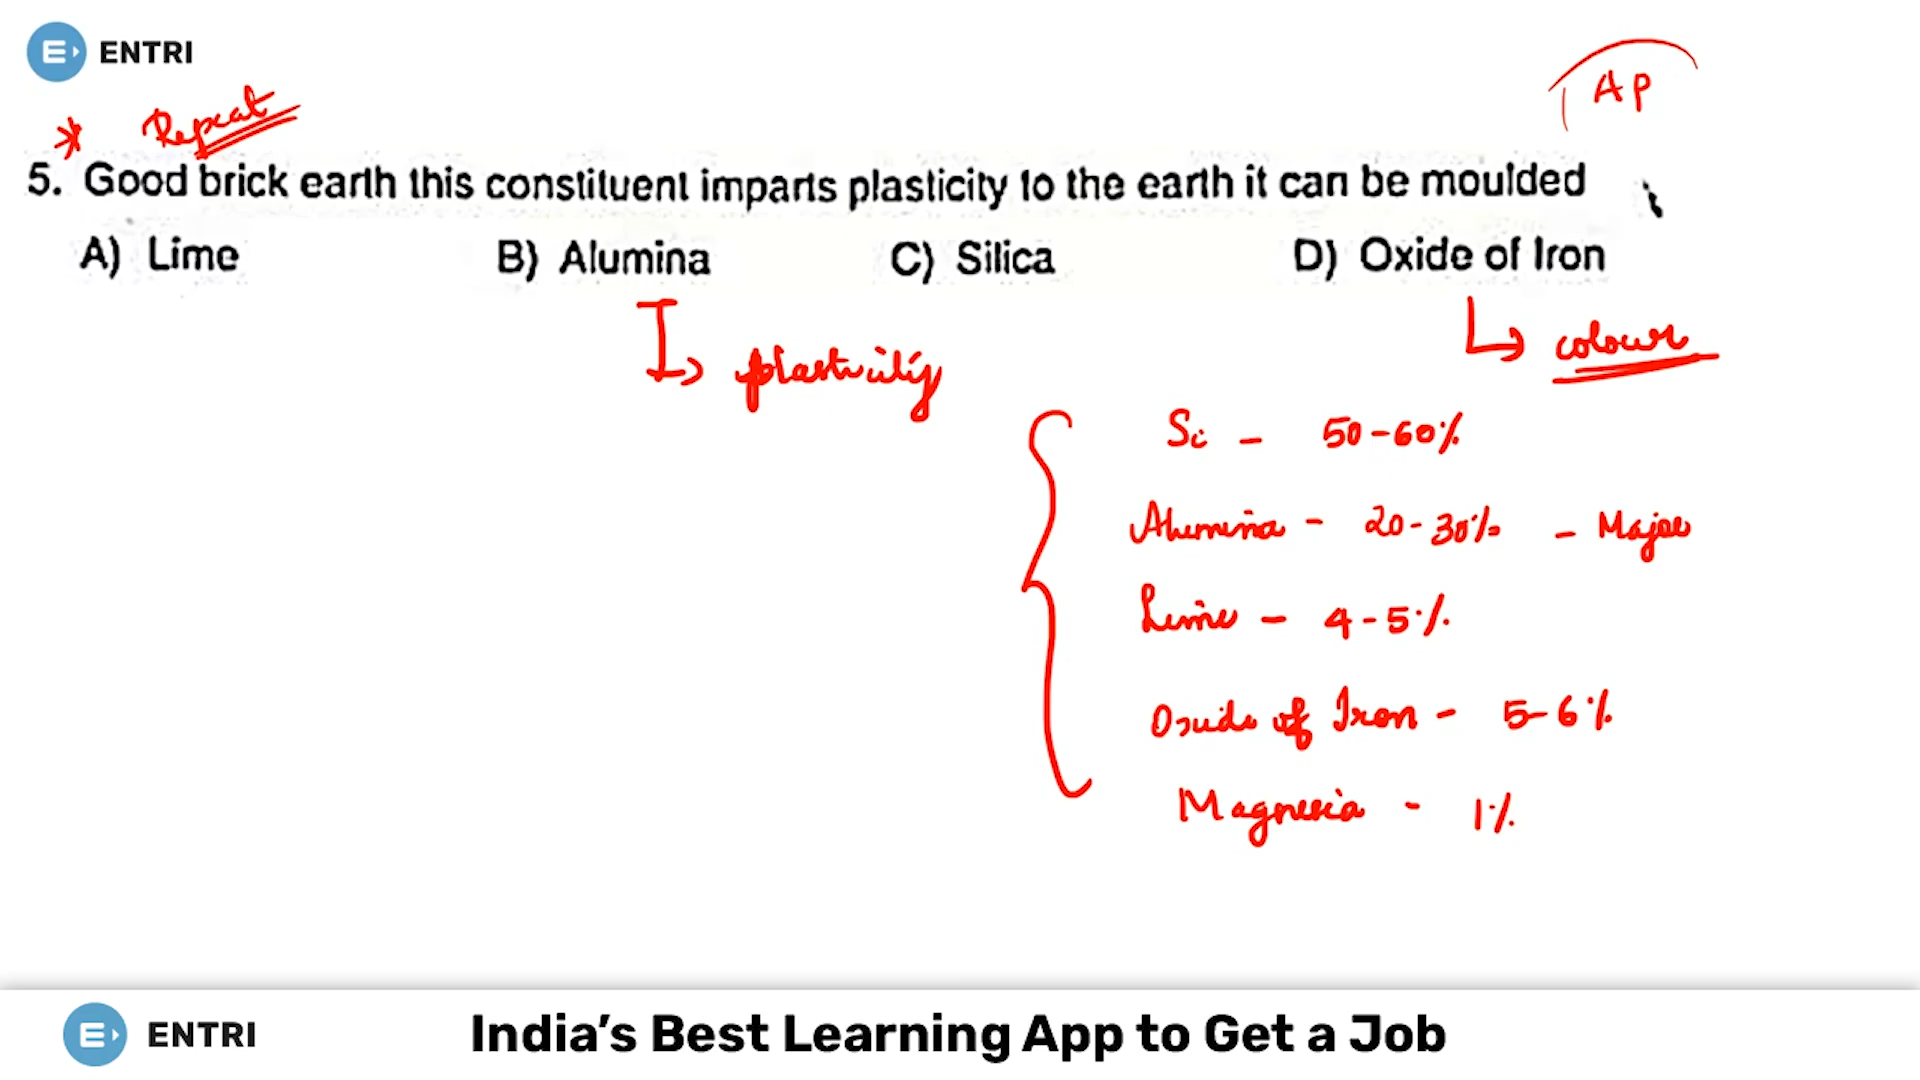 ENTRI
AP
* Repeat
5. Good brick earth this constituent imparts plasticity to the earth it can be moulded
A) Lime B) Alumina C) Silica D) Oxide of Iron
plasticity
colour
Si - 50-60%
Alumina - 20-30% - Major
Lime - 4-5%
Oxide of Iron - 5-6%
Magnesia - 1%
ENTRI
India's Best Learning App to Get a Job